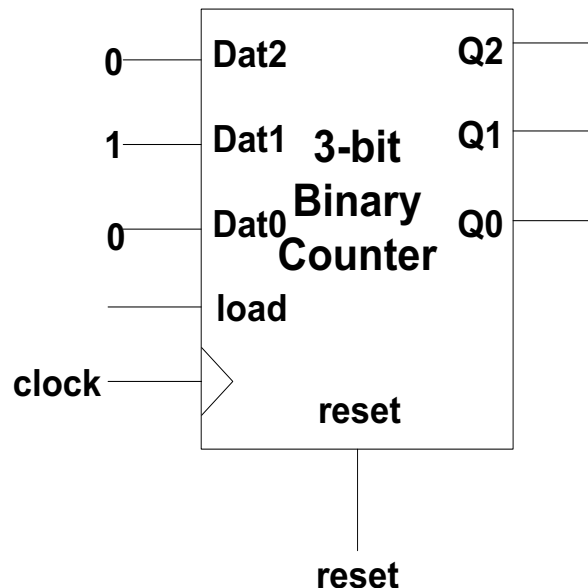 0 Dat2 Q2
1 Dat1 Q1
3-bit
Binary
0 Dat0 Q0
Counter
load
clock
reset
reset